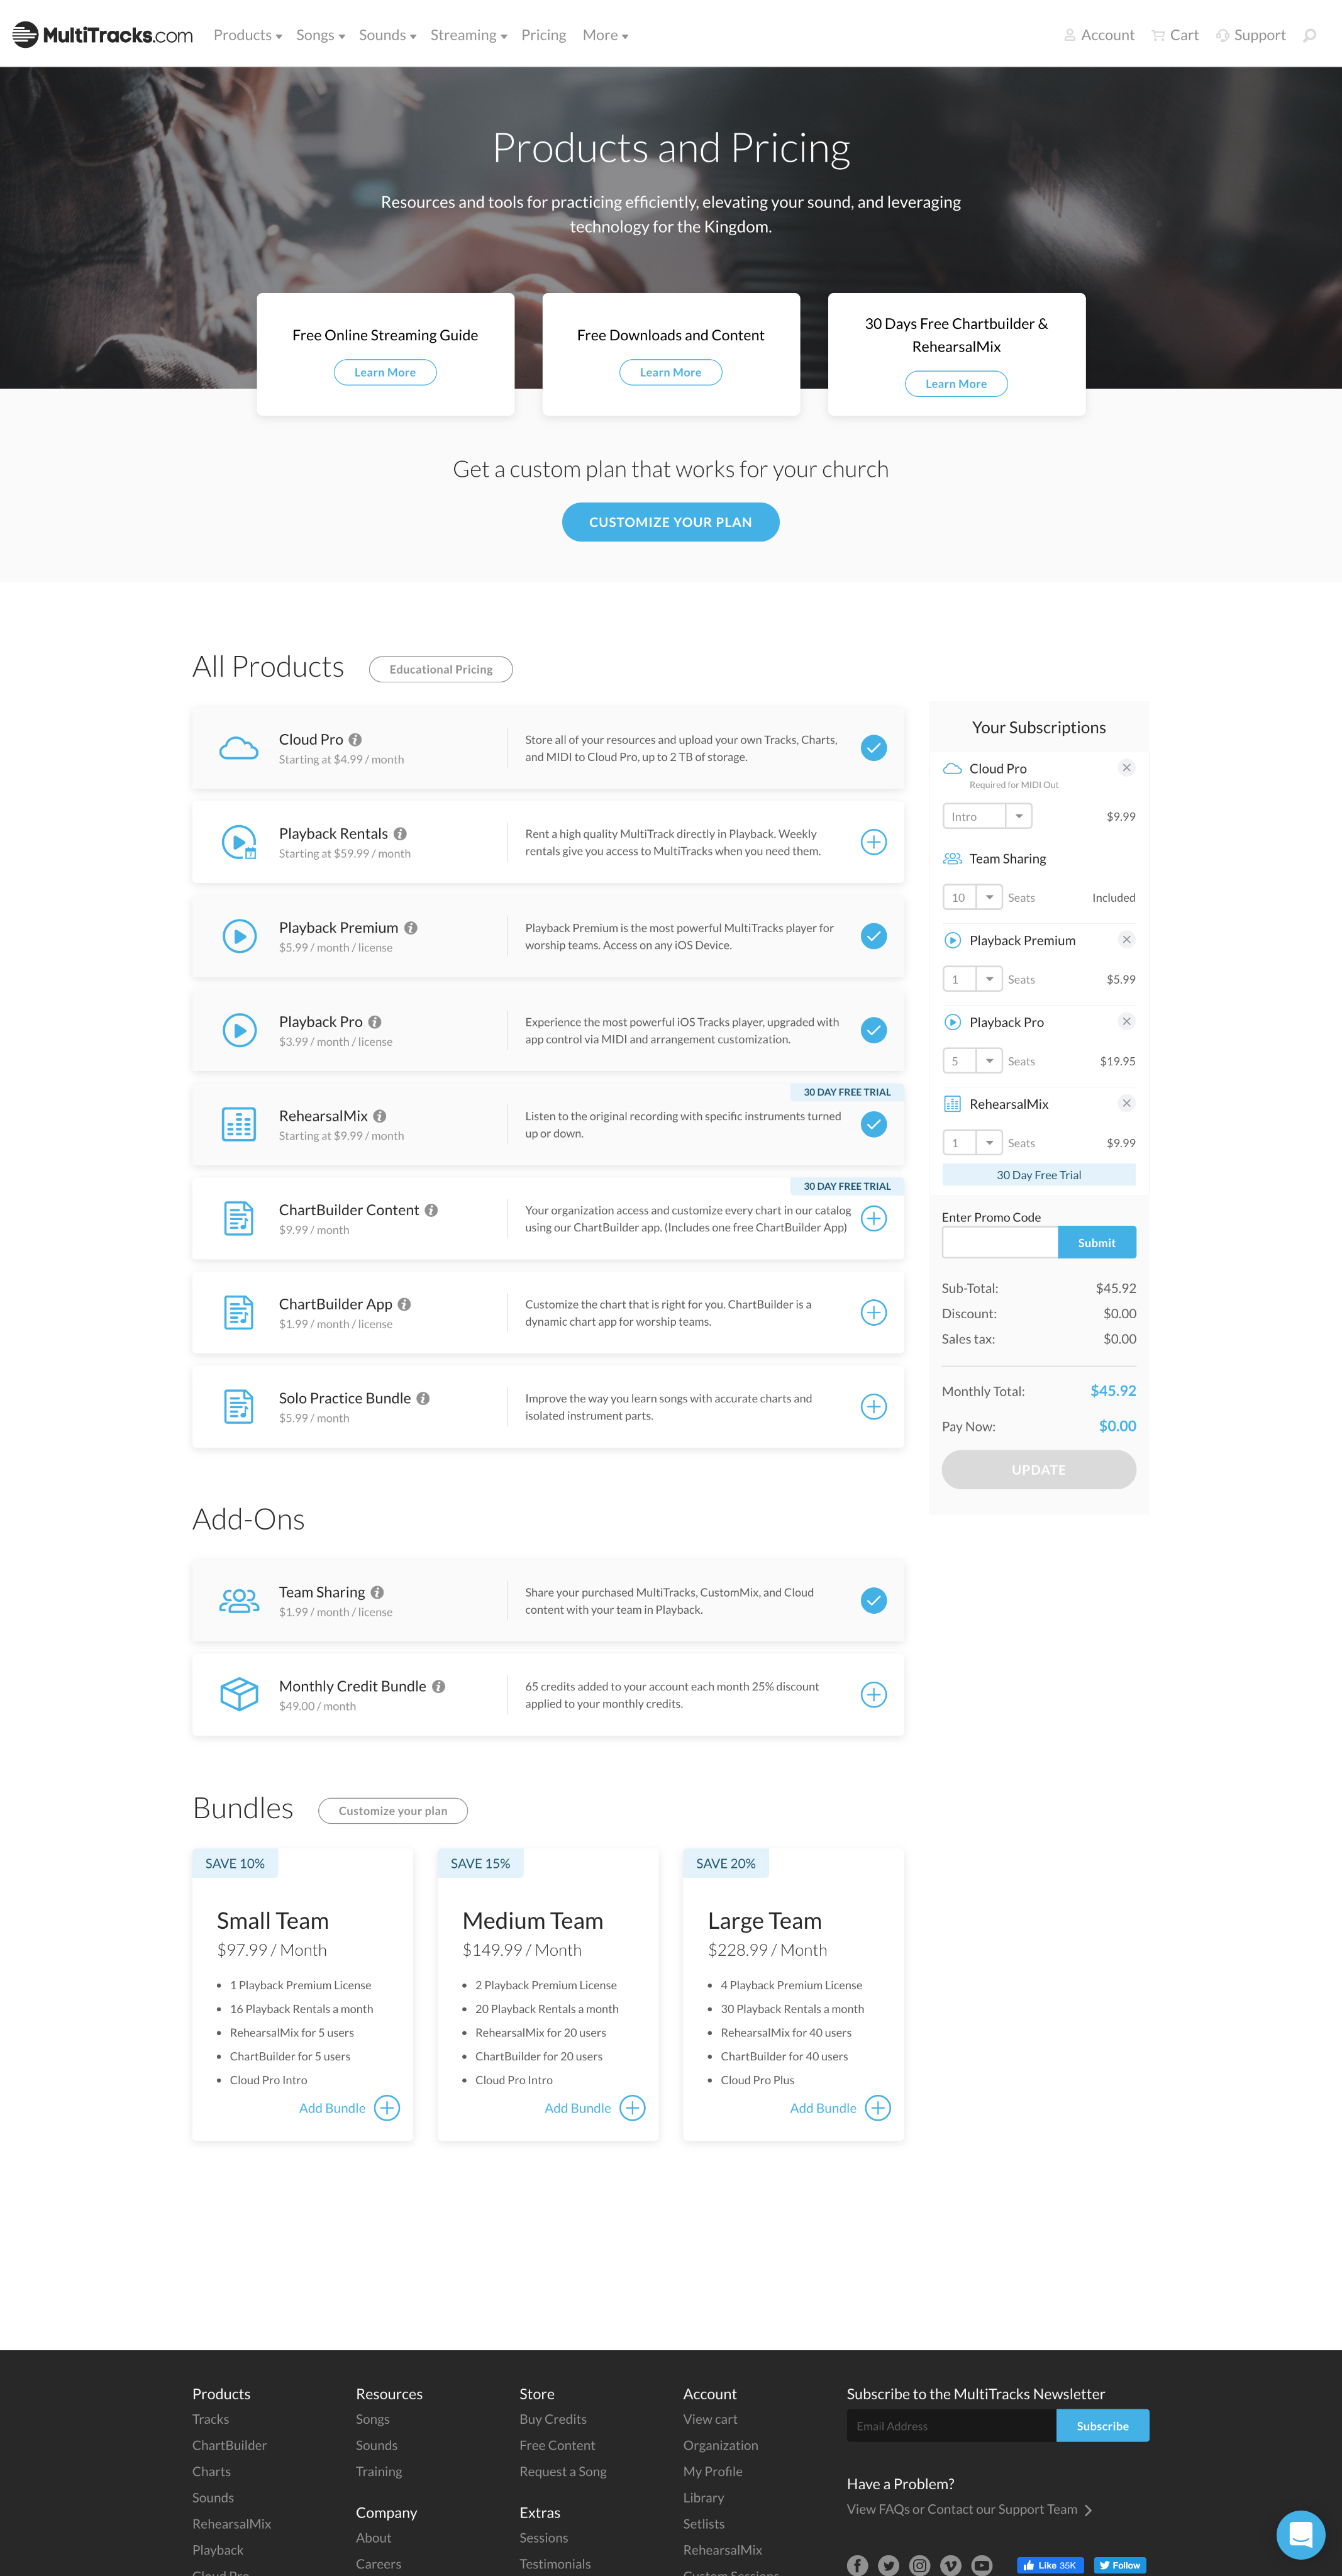 MultiTracks.com
Products
Songs
Sounds
Streaming
Pricing
More
Account
Cart
Support
Products and Pricing
Resources and tools for practicing efficiently, elevating your sound, and leveraging
technology for the Kingdom.
Free Online Streaming Guide
Learn More
Free Downloads and Content
Learn More
30 Days Free Chartbuilder &
RehearsalMix
Learn More
Get a custom plan that works for your church
CUSTOMIZE YOUR PLAN
All Products
Educational Pricing
Cloud Pro
Starting at $4.99 / month
Store all of your resources and upload your own Tracks, Charts,
and MIDI to Cloud Pro, up to 2 TB of storage.
Playback Rentals
Starting at $59.99 / month
Rent a high quality MultiTrack directly in Playback. Weekly
rentals give you access to MultiTracks when you need them.
Playback Premium
$5.99 / month / license
Playback Premium is the most powerful MultiTracks player for
worship teams. Access on any iOS Device.
Playback Pro
$3.99 / month / license
Experience the most powerful iOS Tracks player, upgraded with
app control via MIDI and arrangement customization.
30 DAY FREE TRIAL
RehearsalMix
Starting at $9.99 / month
Listen to the original recording with specific instruments turned
up or down.
30 DAY FREE TRIAL
ChartBuilder Content
$9.99 / month
Your organization access and customize every chart in our catalog
using our ChartBuilder app. (Includes one free ChartBuilder App)
ChartBuilder App
$1.99 / month / license
Customize the chart that is right for you. ChartBuilder is a
dynamic chart app for worship teams.
Solo Practice Bundle
$5.99 / month
Improve the way you learn songs with accurate charts and
isolated instrument parts.
Your Subscriptions
Cloud Pro
Required for MIDI Out
Intro
$9.99
Team Sharing
10
Seats
Included
Playback Premium
1
Seats
$5.99
Playback Pro
5
Seats
$19.95
RehearsalMix
1
Seats
$9.99
30 Day Free Trial
Enter Promo Code
Submit
Sub-Total:
$45.92
Discount:
$0.00
Sales tax:
$0.00
Monthly Total:
$45.92
Pay Now:
$0.00
UPDATE
Add-Ons
Team Sharing
$1.99 / month / license
Share your purchased MultiTracks, CustomMix, and Cloud
content with your team in Playback.
Monthly Credit Bundle
$49.00 / month
65 credits added to your account each month 25% discount
applied to your monthly credits.
Bundles
Customize your plan
SAVE 10%
Small Team
$97.99 / Month
1 Playback Premium License
16 Playback Rentals a month
RehearsalMix for 5 users
ChartBuilder for 5 users
Cloud Pro Intro
Add Bundle
SAVE 15%
Medium Team
$149.99 / Month
2 Playback Premium License
20 Playback Rentals a month
RehearsalMix for 20 users
ChartBuilder for 20 users
Cloud Pro Intro
Add Bundle
SAVE 20%
Large Team
$228.99 / Month
4 Playback Premium License
30 Playback Rentals a month
RehearsalMix for 40 users
ChartBuilder for 40 users
Cloud Pro Plus
Add Bundle
Products
Tracks
ChartBuilder
Charts
Sounds
RehearsalMix
Playback
Cloud Pro
Resources
Songs
Sounds
Training
Company
About
Careers
Store
Buy Credits
Free Content
Request a Song
Extras
Sessions
Testimonials
Account
View cart
Organization
My Profile
Library
Setlists
RehearsalMix
Custom Sessions
Subscribe to the MultiTracks Newsletter
Email Address
Subscribe
Have a Problem?
View FAQs or Contact our Support Team
Like 35K
Follow